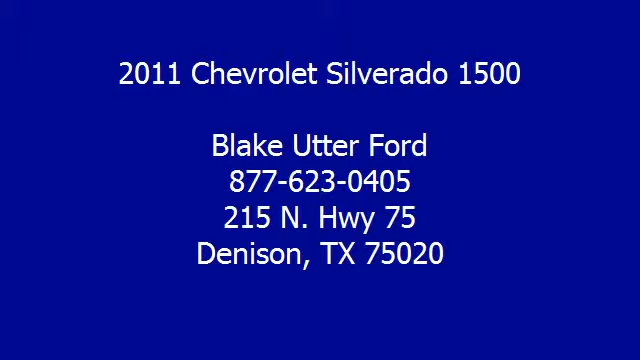 2011 Chevrolet Silverado 1500
Blake Utter Ford
877-623-0405
215 N. Hwy 75
Denison, TX 75020